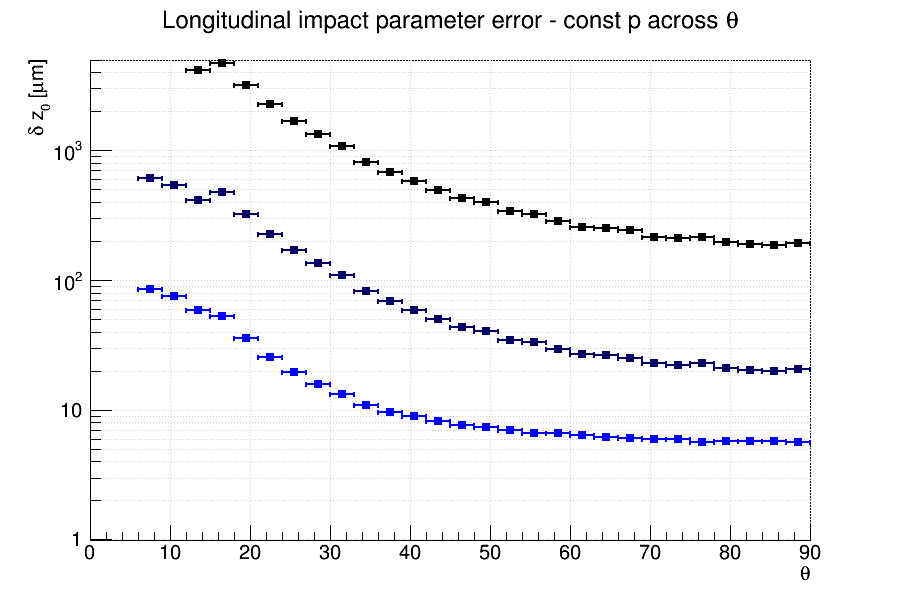 Longitudinal impact parameter error - const p across θ
δ z₀ [μm]
10³
10²
10
1
0 10 20 30 40 50 60 70 80 90
θ